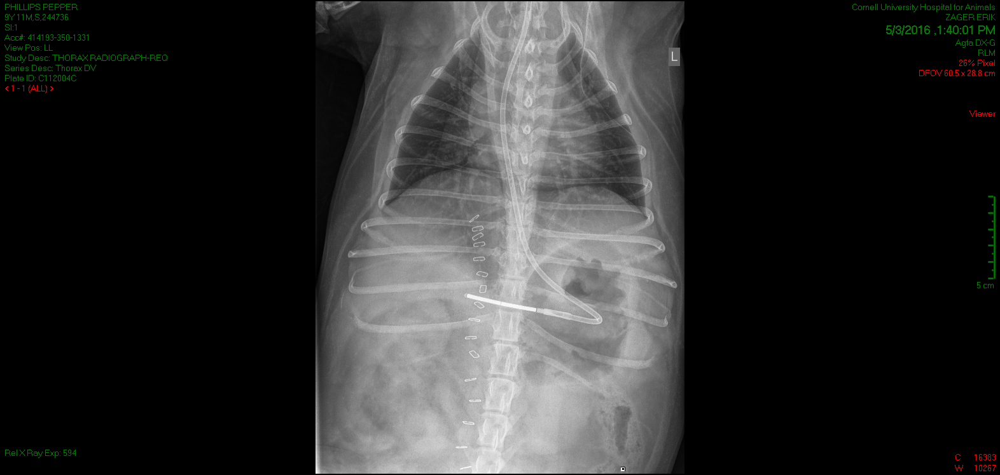 PHILLIPS PEPPER
9Y 11M,S,244736
SI:1
Acc#: 414193-350-1331
View Pos: LL
Study Desc: THORAX RADIOGRAPH-REQ
Series Desc: Thorax DV
Plate ID: C112004C
< 1 - 1 (ALL) >
Cornell University Hospital for Animals
ZAGER ERIK
5/3/2016 ,1:40:01 PM
Agfa DX-G
RLM
26% Pixel
DFOV 60.5 x 28.8 cm
L
Viewer
5 cm
Rel X Ray Exp: 594
C 16383
W 10267